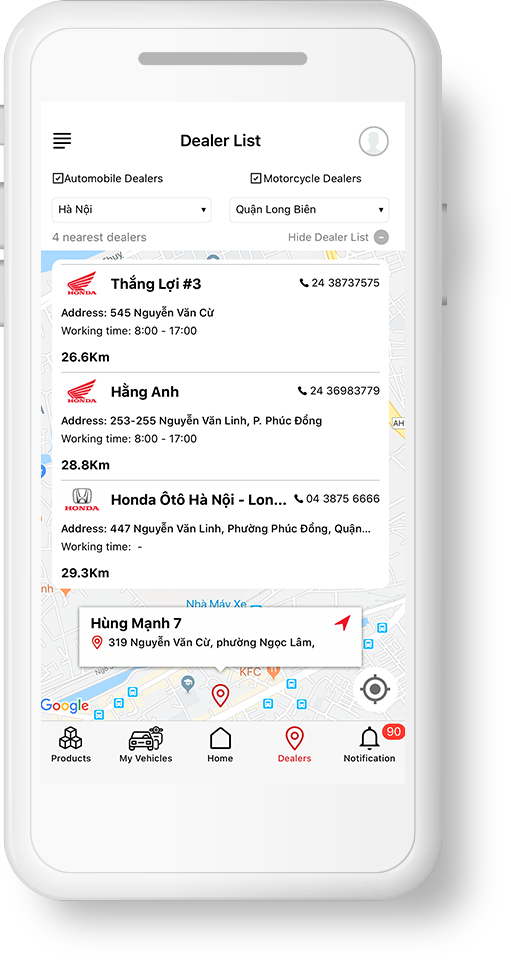 Dealer List
Automobile Dealers
Motorcycle Dealers
Hà Nội
Quận Long Biên
4 nearest dealers
Hide Dealer List
HONDA
Thắng Lợi #3
24 38737575
Address: 545 Nguyễn Văn Cừ
Working time: 8:00 - 17:00
26.6Km
HONDA
Hằng Anh
24 36983779
Address: 253-255 Nguyễn Văn Linh, P. Phúc Đồng
Working time: 8:00 - 17:00
AH
28.8Km
HONDA
Honda Ôtô Hà Nội - Lon...
04 3875 6666
Address: 447 Nguyễn Văn Linh, Phường Phúc Đồng, Quận...
Working time: -
29.3Km
Nhà Máy Xe
Hùng Mạnh 7
319 Nguyễn Văn Cừ, phường Ngọc Lâm,
KFC
Google
Products
My Vehicles
Home
Dealers
Notification
90